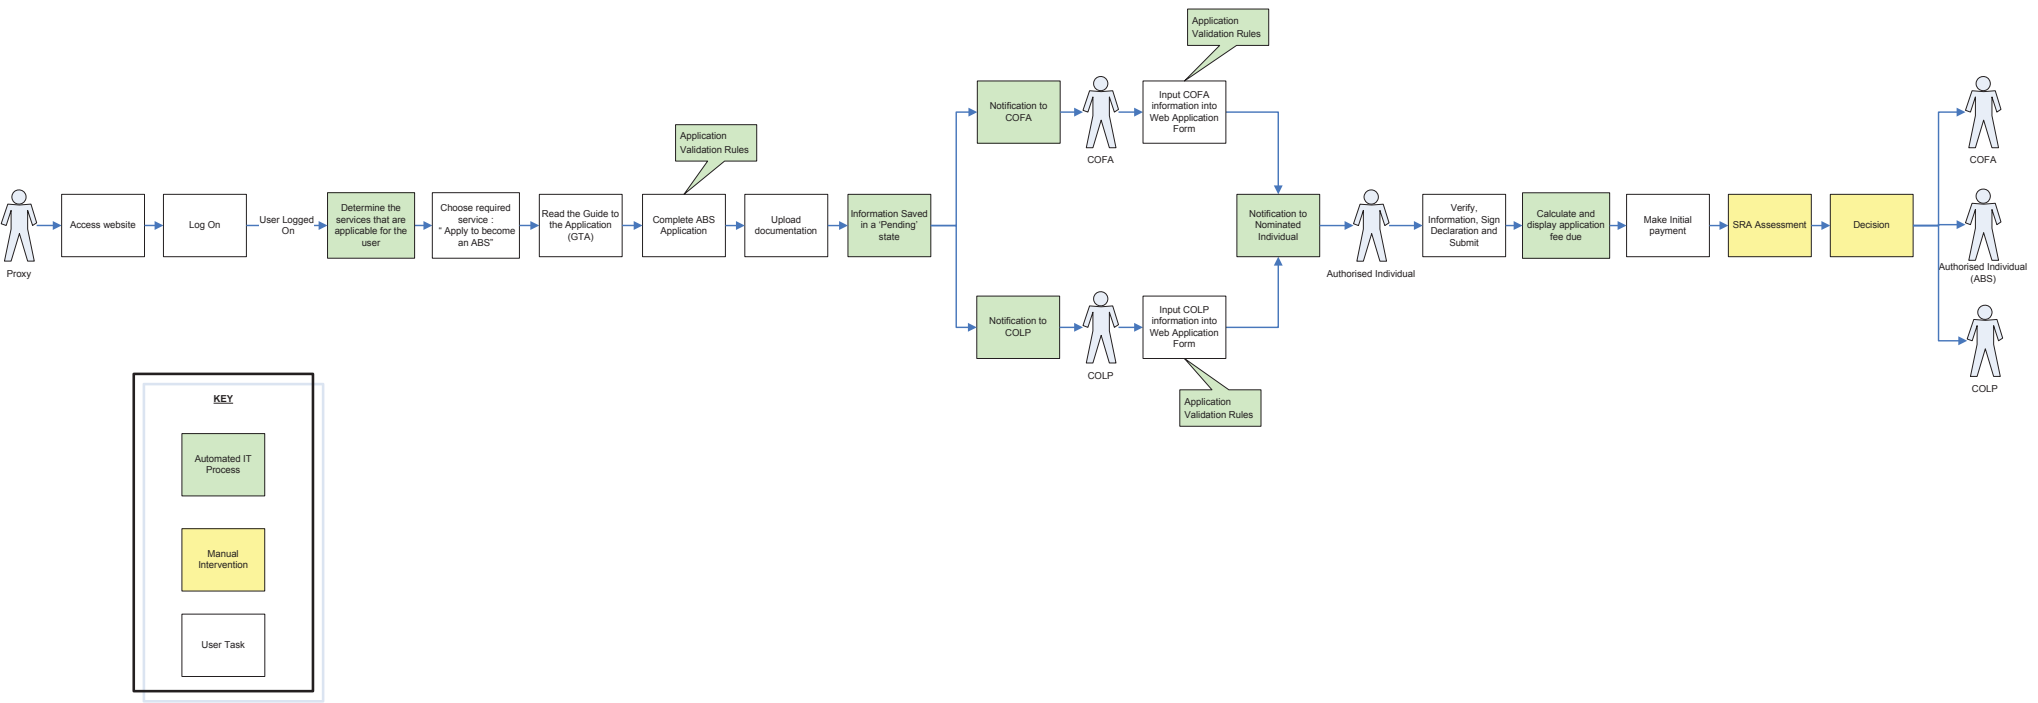 Application
Validation Rules
Notification to
COFA
COFA
Input COFA
information into
Web Application
Form
COFA
Application
Validation Rules
Proxy
Access website
Log On
User Logged
On
Determine the
services that are
applicable for the
user
Choose required
service :
“ Apply to become
an ABS”
Read the Guide to
the Application
(GTA)
Complete ABS
Application
Upload
documentation
Information Saved
in a ‘Pending’
state
Notification to
Nominated
Individual
Authorised Individual
Verify,
Information, Sign
Declaration and
Submit
Calculate and
display application
fee due
Make Initial
payment
SRA Assessment
Decision
Authorised Individual
(ABS)
Notification to
COLP
COLP
Input COLP
information into
Web Application
Form
COLP
Application
Validation Rules
KEY
Automated IT
Process
Manual
Intervention
User Task